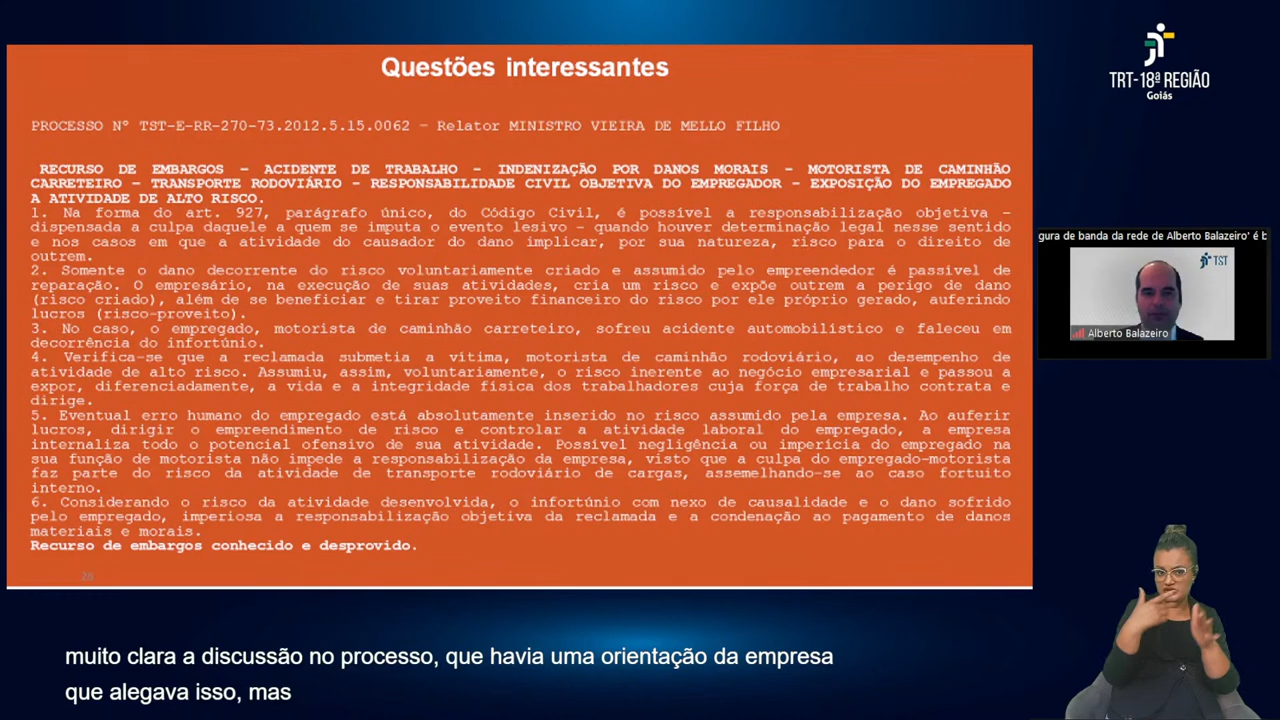 Questões interessantes
PROCESSO Nº TST-E-RR-270-73.2012.5.15.0062 – Relator MINISTRO VIEIRA DE MELLO FILHO
RECURSO DE EMBARGOS – ACIDENTE DE TRABALHO – INDENIZAÇÃO POR DANOS MORAIS – MOTORISTA DE CAMINHÃO
CARRETEIRO – TRANSPORTE RODOVIÁRIO – RESPONSABILIDADE CIVIL OBJETIVA DO EMPREGADOR – EXPOSIÇÃO DO EMPREGADO
A ATIVIDADE DE ALTO RISCO.
1. Na forma do art. 927, parágrafo único, do Código Civil, é possível a responsabilização objetiva –
dispensada a culpa daquele a quem se imputa o evento lesivo – quando houver determinação legal nesse sentido
e nos casos em que a atividade do causador do dano implicar, por sua natureza, risco para o direito de
outrem.
2. Somente o dano decorrente do risco voluntariamente criado e assumido pelo empreendedor é passível de
reparação. O empresário, na execução de suas atividades, cria um risco e expõe outrem a perigo de dano
(risco criado), além de se beneficiar e tirar proveito financeiro do risco por ele próprio gerado, auferindo
lucros (risco-proveito).
3. No caso, o empregado, motorista de caminhão carreteiro, sofreu acidente automobilístico e faleceu em
decorrência do infortúnio.
4. Verifica-se que a reclamada submetia a vítima, motorista de caminhão rodoviário, ao desempenho de
atividade de alto risco. Assumiu, assim, voluntariamente, o risco inerente ao negócio empresarial e passou a
expor, diferenciadamente, a vida e a integridade física dos trabalhadores cuja força de trabalho contrata e
dirige.
5. Eventual erro humano do empregado está absolutamente inserido no risco assumido pela empresa. Ao auferir
lucros, dirigir o empreendimento de risco e controlar a atividade laboral do empregado, a empresa
internaliza todo o potencial ofensivo de sua atividade. Possível negligência ou imperícia do empregado na
sua função de motorista não impede a responsabilização da empresa, visto que a culpa do empregado-motorista
faz parte do risco da atividade de transporte rodoviário de cargas, assemelhando-se ao caso fortuito
interno.
6. Considerando o risco da atividade desenvolvida, o infortúnio com nexo de causalidade e o dano sofrido
pelo empregado, imperiosa a responsabilização objetiva da reclamada e a condenação ao pagamento de danos
materiais e morais.
Recurso de embargos conhecido e desprovido.
28
TRT-18ª REGIÃO
Goiás
gura de banda da rede de Alberto Balazeiro' é b
TST
Alberto Balazeiro
muito clara a discussão no processo, que havia uma orientação da empresa
que alegava isso, mas